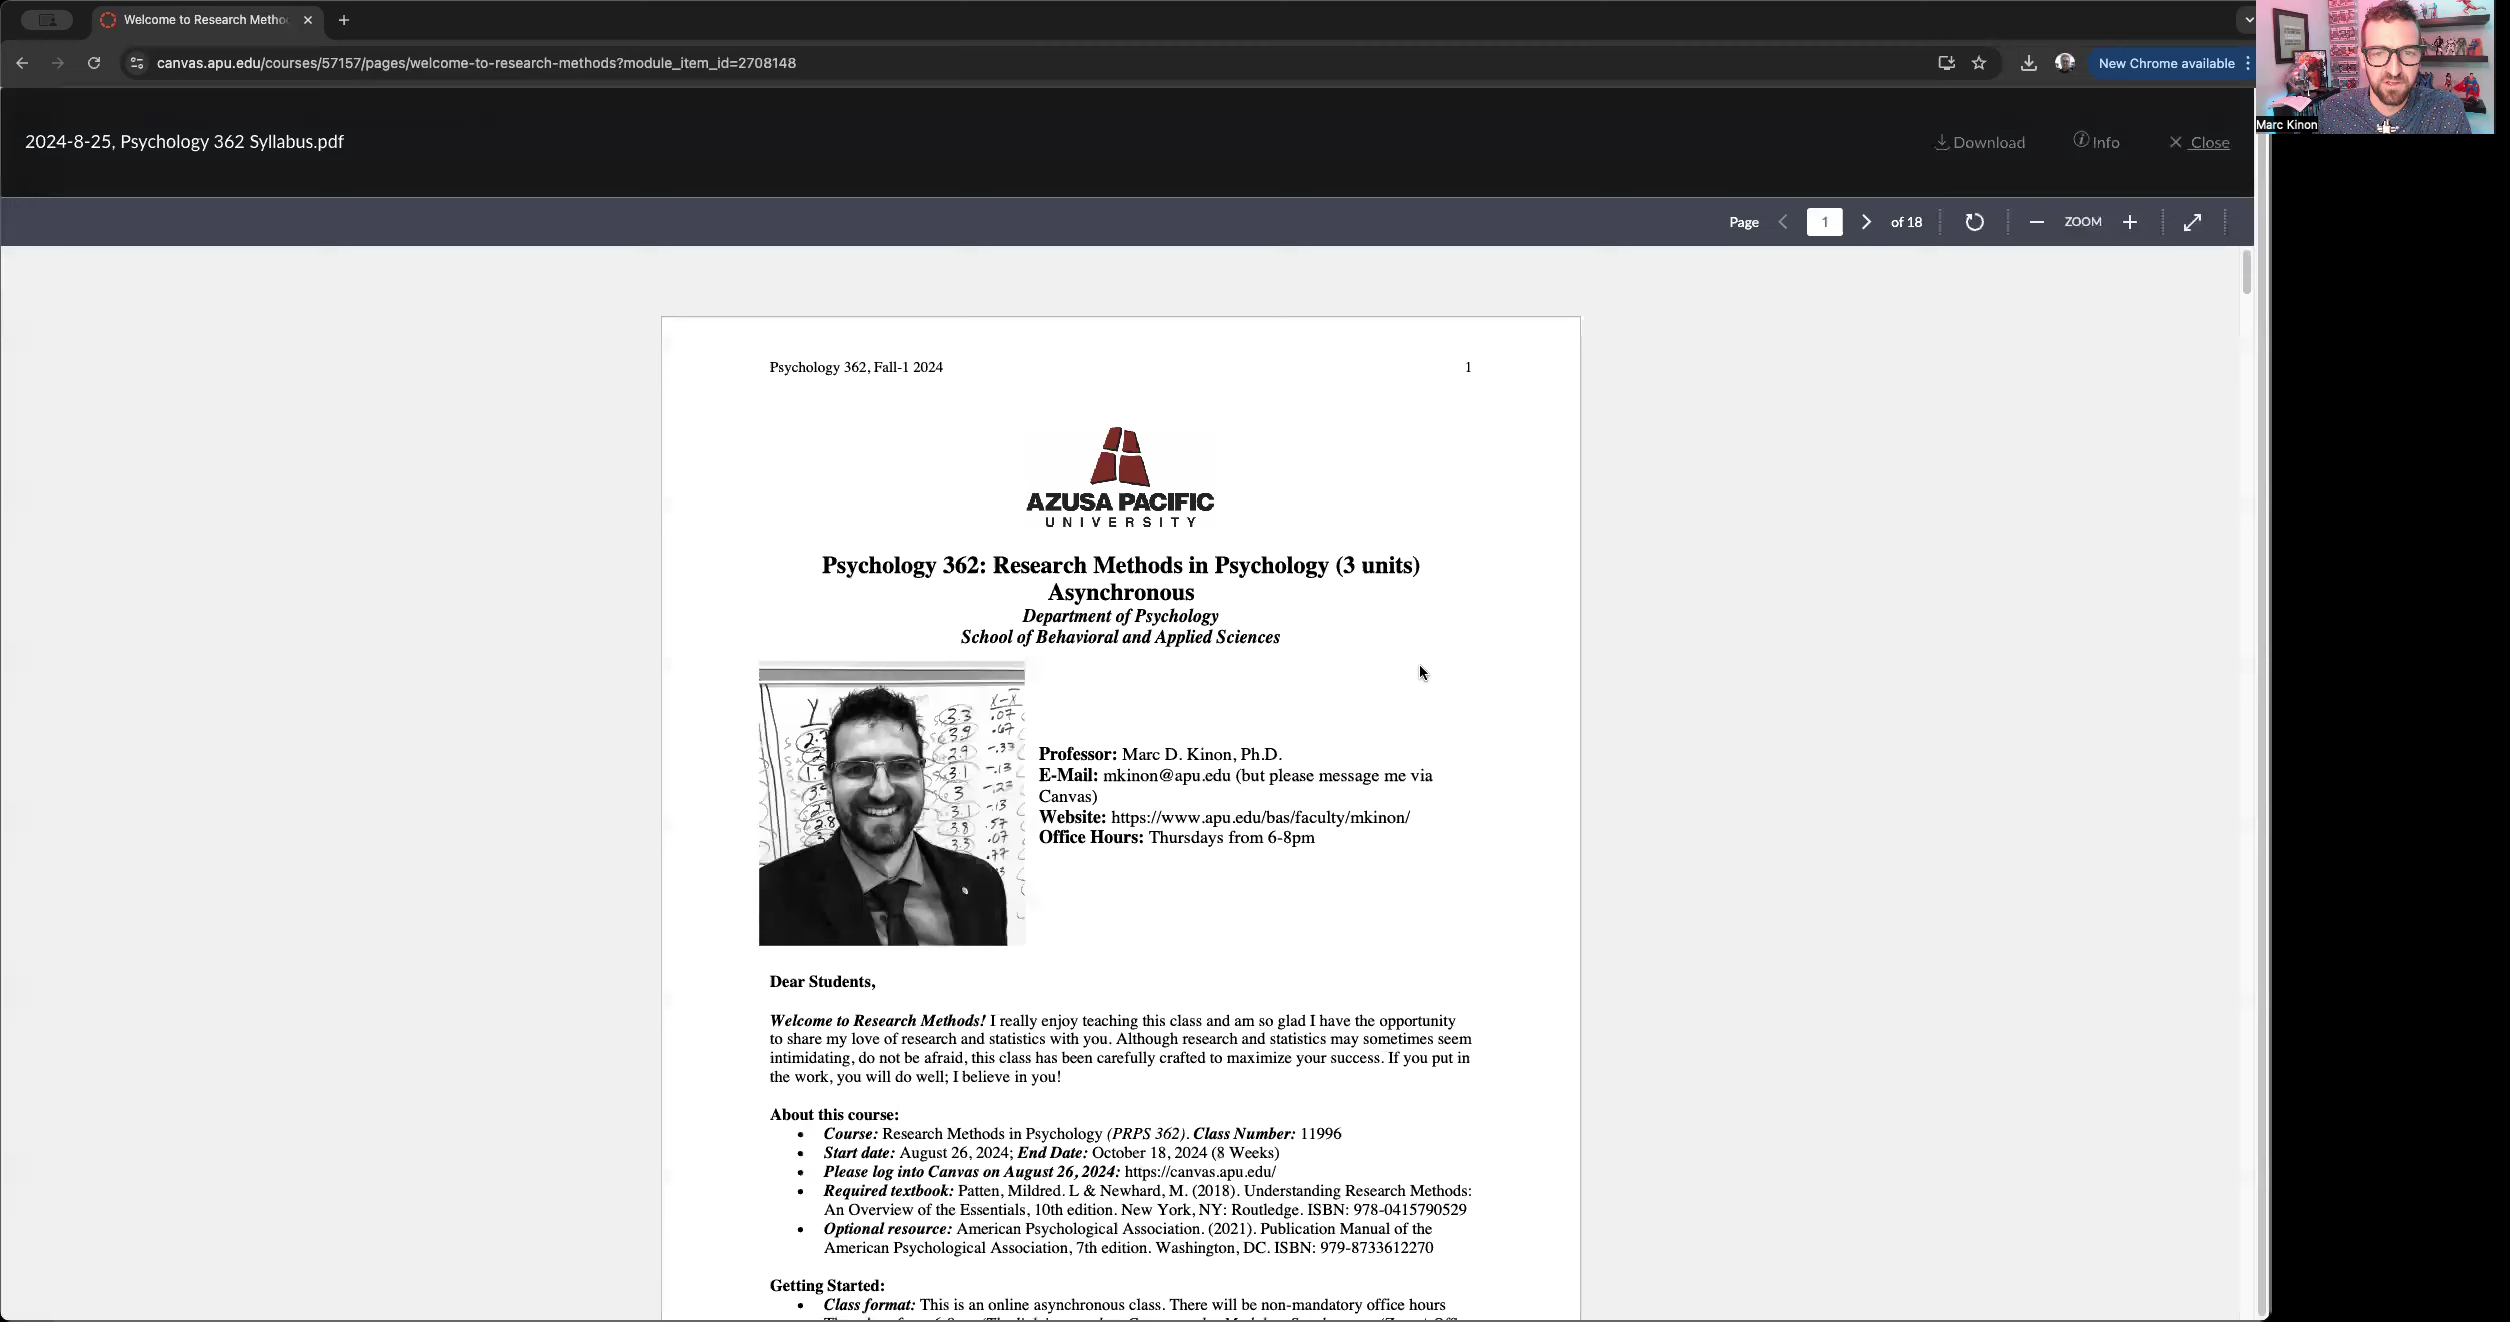 Welcome to Research Metho
canvas.apu.edu/courses/57157/pages/welcome-to-research-methods?module_item_id=2708148
New Chrome available
Marc Kinon
2024-8-25, Psychology 362 Syllabus.pdf
Download
Info
Close
Page 1 of 18
ZOOM
Psychology 362, Fall-1 2024 1
AZUSA PACIFIC
UNIVERSITY
Psychology 362: Research Methods in Psychology (3 units)
Asynchronous
Department of Psychology
School of Behavioral and Applied Sciences
Professor: Marc D. Kinon, Ph.D.
E-Mail: mkinon@apu.edu (but please message me via
Canvas)
Website: https://www.apu.edu/bas/faculty/mkinon/
Office Hours: Thursdays from 6-8pm
Dear Students,
Welcome to Research Methods! I really enjoy teaching this class and am so glad I have the opportunity
to share my love of research and statistics with you. Although research and statistics may sometimes seem
intimidating, do not be afraid, this class has been carefully crafted to maximize your success. If you put in
the work, you will do well; I believe in you!
About this course:
• Course: Research Methods in Psychology (PRPS 362). Class Number: 11996
• Start date: August 26, 2024; End Date: October 18, 2024 (8 Weeks)
• Please log into Canvas on August 26, 2024: https://canvas.apu.edu/
• Required textbook: Patten, Mildred. L & Newhard, M. (2018). Understanding Research Methods:
An Overview of the Essentials, 10th edition. New York, NY: Routledge. ISBN: 978-0415790529
• Optional resource: American Psychological Association. (2021). Publication Manual of the
American Psychological Association, 7th edition. Washington, DC. ISBN: 979-8733612270
Getting Started:
• Class format: This is an online asynchronous class. There will be non-mandatory office hours